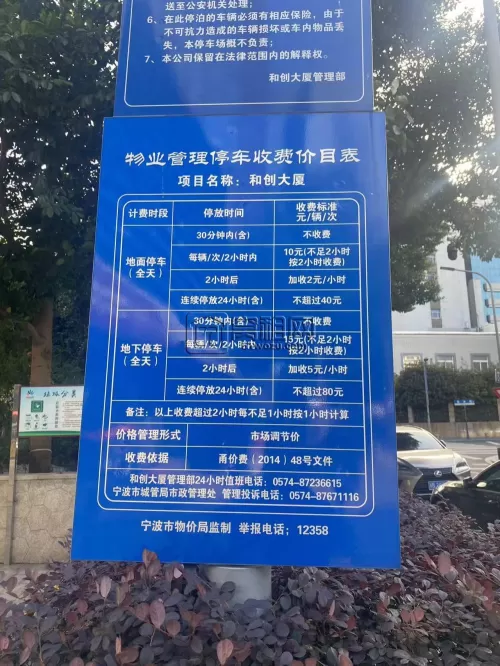 送至公安机关处理;
6、在此停泊的车辆必须有相应保险，由于
不可抗力造成的车辆损坏或车内物品丢
失，本停车场概不负责;
7、本公司保留在法律范围内的解释权。
和创大厦管理部
物业管理停车收费价目表
项目名称：和创大厦
计费时段 停放时间 收费标准
元/辆/次
地面停车
(全天)
30分钟内(含) 不收费
每辆/次/2小时内 10元(不足2小时
按2小时收费)
2小时后 加收2元/小时
连续停放24小时(含) 不超过40元
地下停车
(全天)
30分钟内(含) 不收费
每辆/次/2小时内 15元(不足2小时
按2小时收费)
2小时后 加收5元/小时
连续停放24小时(含) 不超过80元
备注：以上收费超过2小时每不足1小时按1小时计算
价格管理形式 市场调节价
收费依据 甬价费（2014）48号文件
和创大厦管理部24小时值班电话：0574-87236615
宁波市城管局市政管理处 管理投诉电话：0574-87671116
宁波市物价局监制 举报电话；12358
垃圾分类